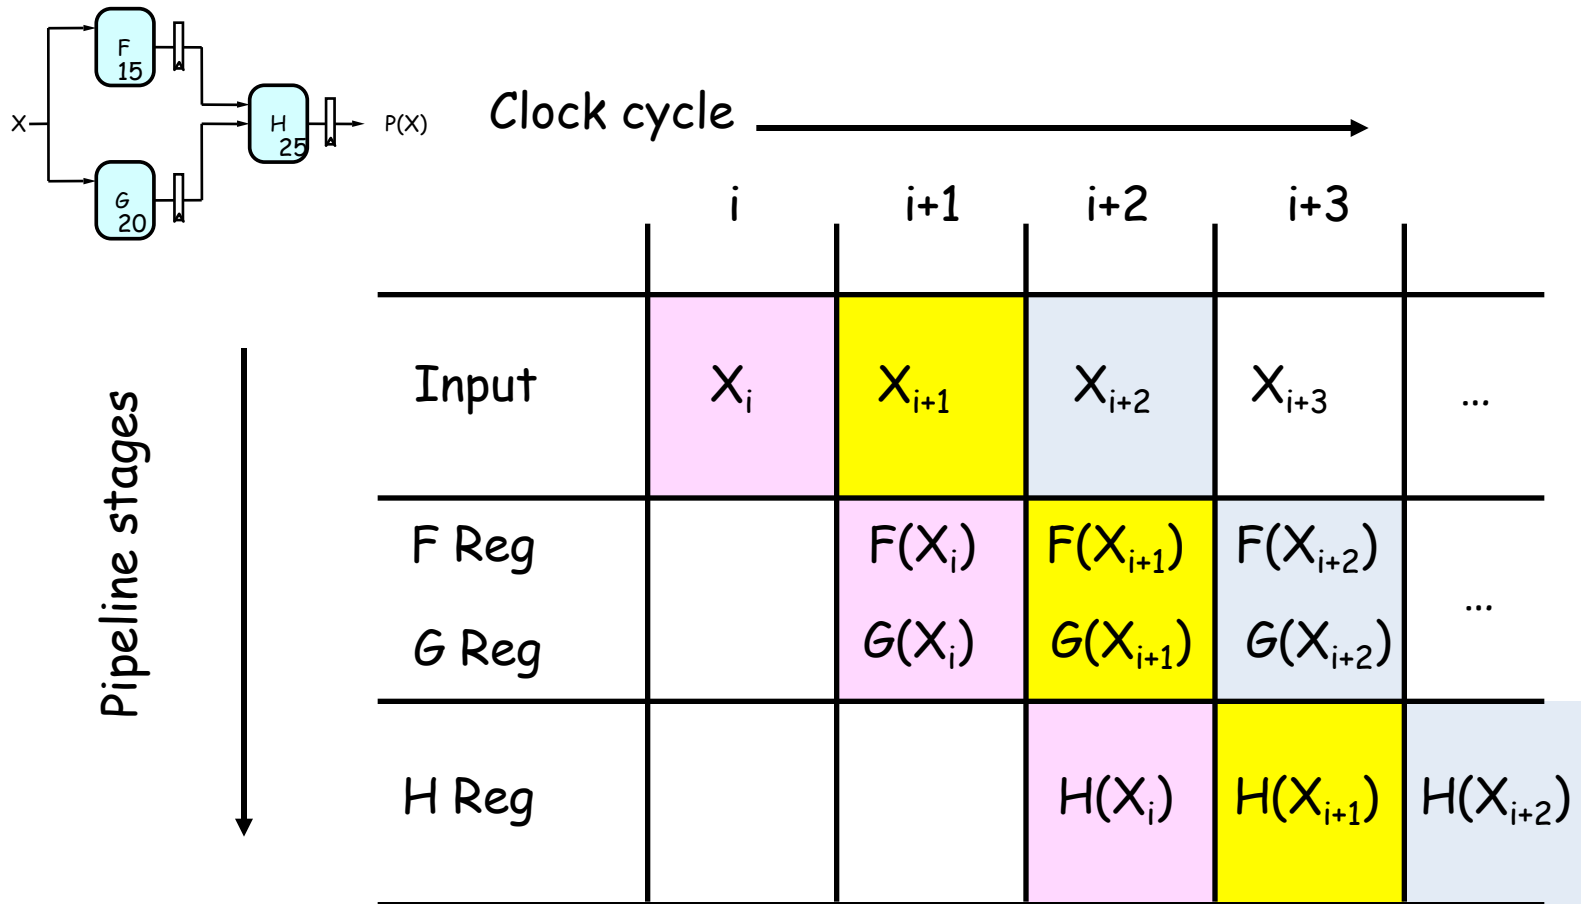 F
15
X
H
25
P(X)
G
20
Clock cycle
i i+1 i+2 i+3
Pipeline stages
Input Xᵢ Xᵢ₊₁ Xᵢ₊₂ Xᵢ₊₃ ...
F Reg F(Xᵢ) F(Xᵢ₊₁) F(Xᵢ₊₂)
...
G Reg G(Xᵢ) G(Xᵢ₊₁) G(Xᵢ₊₂)
H Reg H(Xᵢ) H(Xᵢ₊₁) H(Xᵢ₊₂)